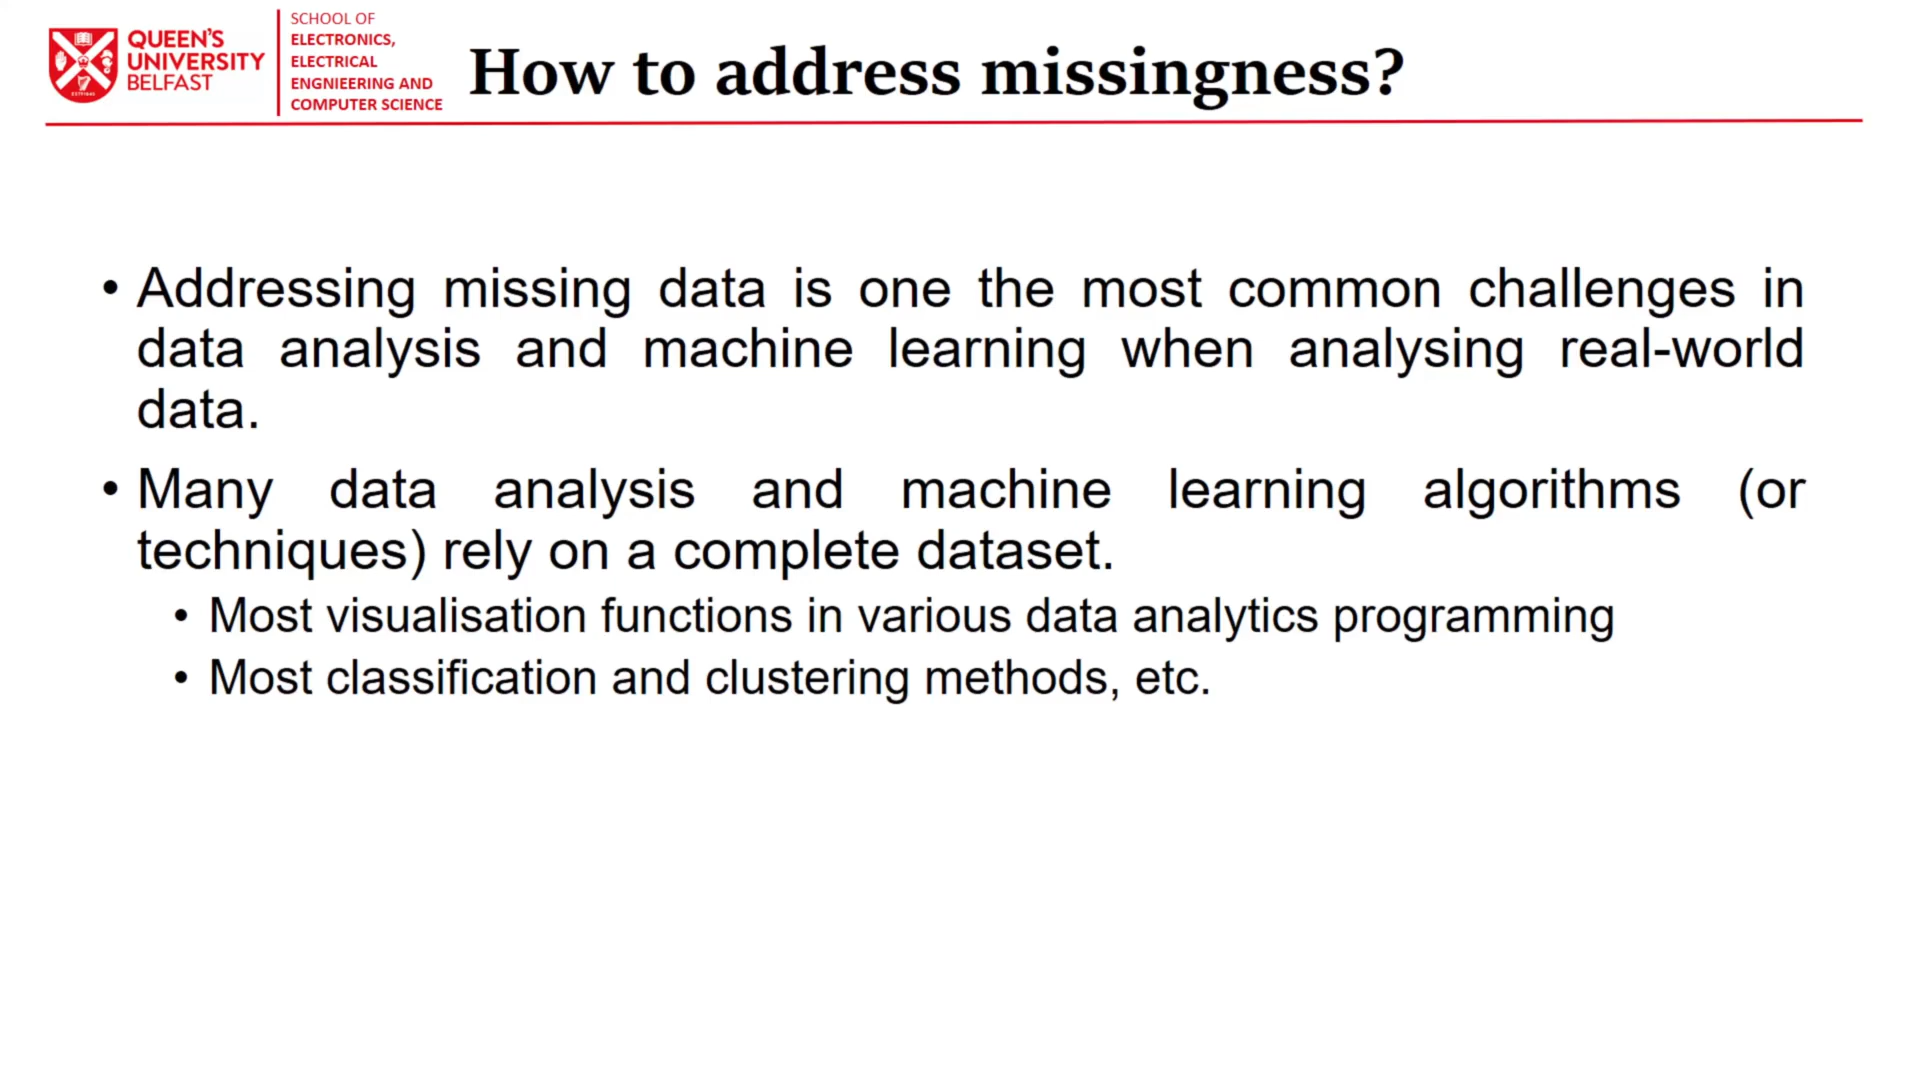 QUEEN'S
UNIVERSITY
BELFAST
SCHOOL OF
ELECTRONICS,
ELECTRICAL
ENGNIEERING AND
COMPUTER SCIENCE
How to address missingness?
• Addressing missing data is one the most common challenges in
data analysis and machine learning when analysing real-world
data.
• Many data analysis and machine learning algorithms (or
techniques) rely on a complete dataset.
• Most visualisation functions in various data analytics programming
• Most classification and clustering methods, etc.